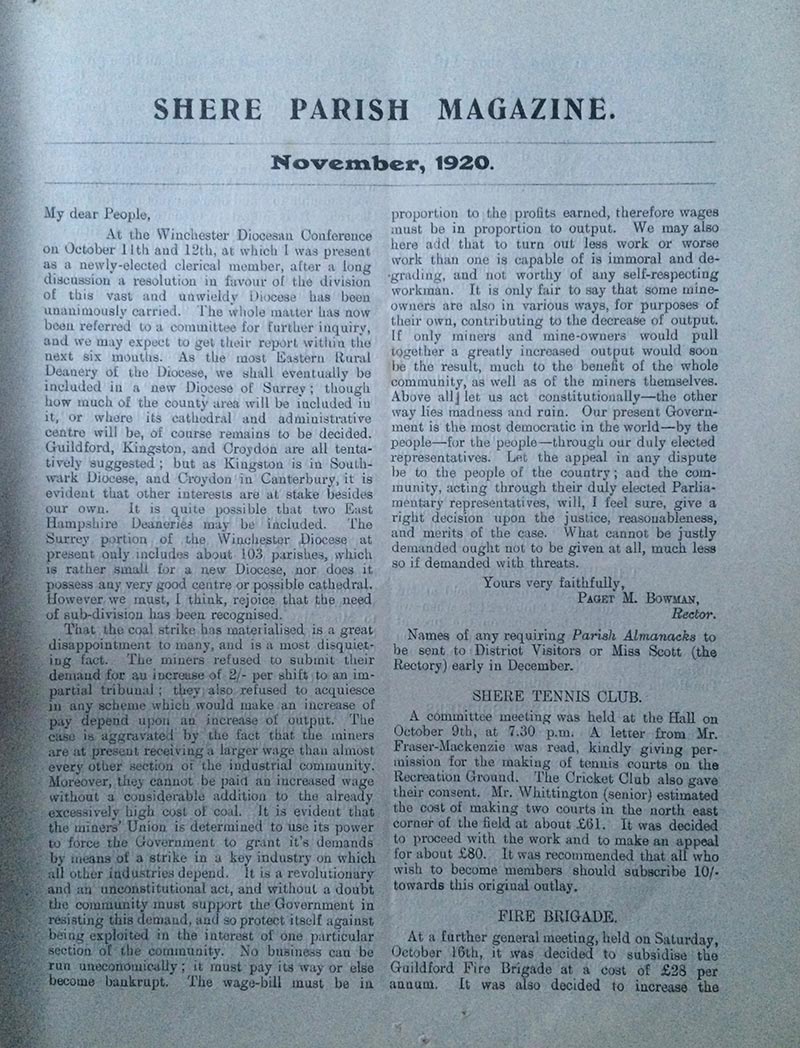 SHERE PARISH MAGAZINE.
November, 1920.
My dear People,
At the Winchester Diocesan Conference
on October 11th and 12th, at which I was present
as a newly-elected clerical member, after a long
discussion a resolution in favour of the division
of this vast and unwieldy Diocese has been
unanimously carried. The whole matter has now
been referred to a committee for further inquiry,
and we may expect to get their report within the
next six months. As the most Eastern Rural
Deanery of the Diocese, we shall eventually be
included in a new Diocese of Surrey; though
how much of the county area will be included in
it, or where its cathedral and administrative
centre will be, of course remains to be decided.
Guildford, Kingston, and Croydon are all tenta-
tively suggested; but as Kingston is in South-
wark Diocese, and Croydon in Canterbury, it is
evident that other interests are at stake besides
our own. It is quite possible that two East
Hampshire Deaneries may be included. The
Surrey portion of the Winchester Diocese at
present only includes about 103 parishes, which
is rather small for a new Diocese, nor does it
possess any very good centre or possible cathedral.
However we must, I think, rejoice that the need
of sub-division has been recognised.
That the coal strike has materialised is a great
disappointment to many, and is a most disquiet-
ing fact. The miners refused to submit their
demand for an increase of 2/- per shift to an im-
partial tribunal; they also refused to acquiesce
in any scheme which would make an increase of
pay depend upon an increase of output. The
case is aggravated by the fact that the miners
are at present receiving a larger wage than almost
every other section of the industrial community.
Moreover, they cannot be paid an increased wage
without a considerable addition to the already
excessively high cost of coal. It is evident that
the miners' Union is determined to use its power
to force the Government to grant it's demands
by means of a strike in a key industry on which
all other industries depend. It is a revolutionary
and an unconstitutional act, and without a doubt
the community must support the Government in
resisting this demand, and so protect itself against
being exploited in the interest of one particular
section of the community. No business can be
run uneconomically; it must pay its way or else
become bankrupt. The wage-bill must be in
proportion to the profits earned, therefore wages
must be in proportion to output. We may also
here add that to turn out less work or worse
work than one is capable of is immoral and de-
grading, and not worthy of any self-respecting
workman. It is only fair to say that some mine-
owners are also in various ways, for purposes of
their own, contributing to the decrease of output.
If only miners and mine-owners would pull
together a greatly increased output would soon
be the result, much to the benefit of the whole
community, as well as of the miners themselves.
Above all let us act constitutionally—the other
way lies madness and ruin. Our present Govern-
ment is the most democratic in the world—by the
people—for the people—through our duly elected
representatives. Let the appeal in any dispute
be to the people of the country; and the com-
munity, acting through their duly elected Parlia-
mentary representatives, will, I feel sure, give a
right decision upon the justice, reasonableness,
and merits of the case. What cannot be justly
demanded ought not to be given at all, much less
so if demanded with threats.
Yours very faithfully,
PAGET M. BOWMAN,
Rector.
Names of any requiring Parish Almanacks to
be sent to District Visitors or Miss Scott (the
Rectory) early in December.
SHERE TENNIS CLUB.
A committee meeting was held at the Hall on
October 9th, at 7.30 p.m. A letter from Mr.
Fraser-Mackenzie was read, kindly giving per-
mission for the making of tennis courts on the
Recreation Ground. The Cricket Club also gave
their consent. Mr. Whittington (senior) estimated
the cost of making two courts in the north east
corner of the field at about £61. It was decided
to proceed with the work and to make an appeal
for about £80. It was recommended that all who
wish to become members should subscribe 10/-
towards this original outlay.
FIRE BRIGADE.
At a further general meeting, held on Saturday,
October 16th, it was decided to subsidise the
Guildford Fire Brigade at a cost of £28 per
annum. It was also decided to increase the